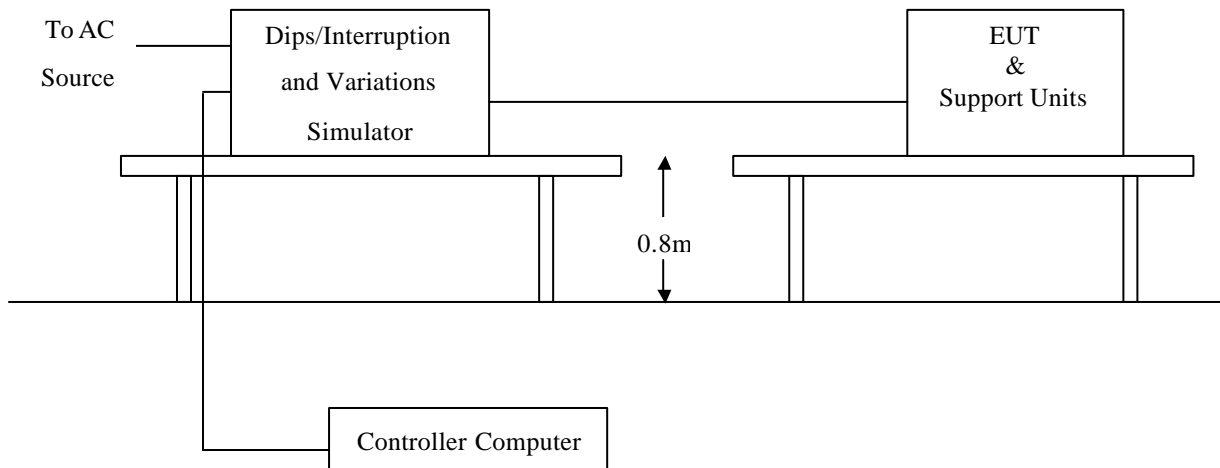 To AC
Source
Dips/Interruption
and Variations
Simulator
EUT
&
Support Units
0.8m
Controller Computer